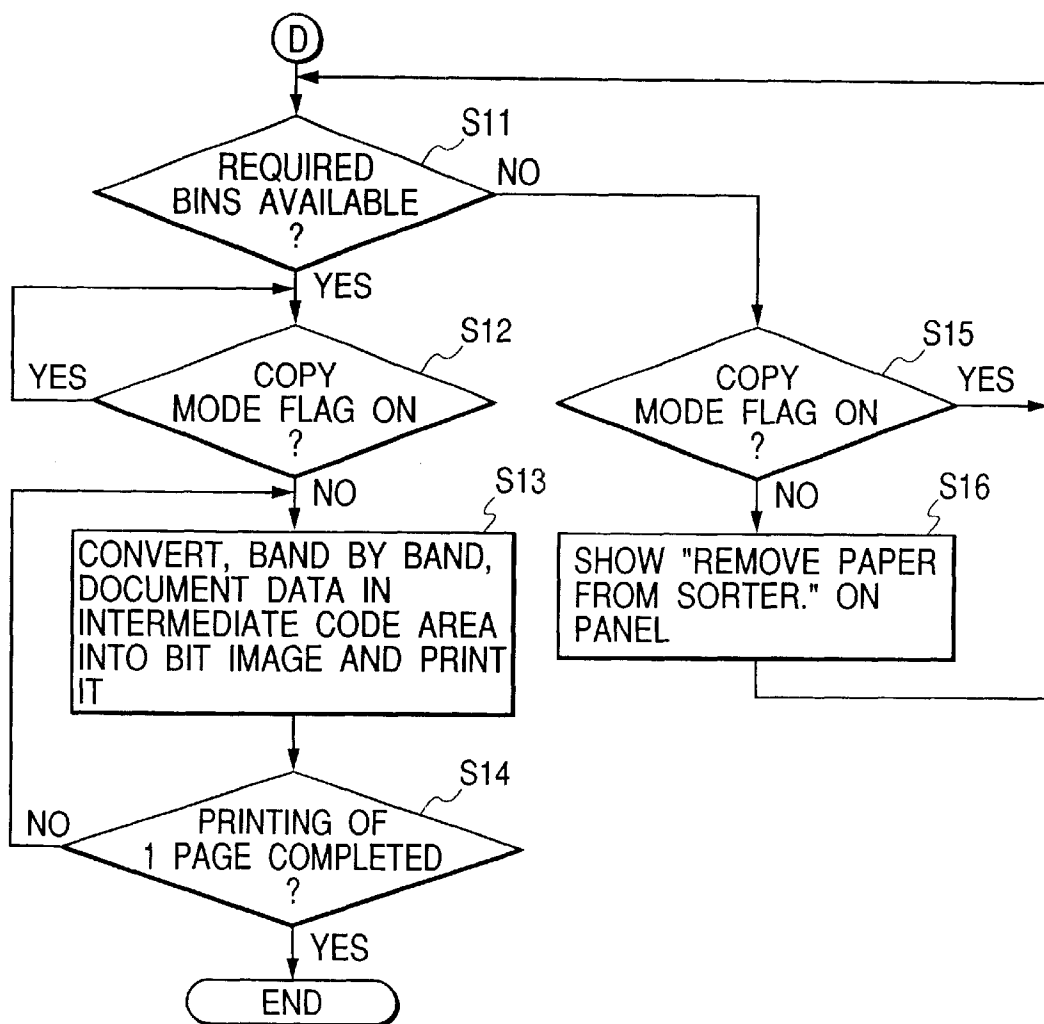 D
S11
REQUIRED
BINS AVAILABLE
?
NO
YES
S12
YES
COPY
MODE FLAG ON
?
NO
S15
COPY
MODE FLAG ON
?
YES
NO
S13
CONVERT, BAND BY BAND,
DOCUMENT DATA IN
INTERMEDIATE CODE AREA
INTO BIT IMAGE AND PRINT
IT
S16
SHOW "REMOVE PAPER
FROM SORTER." ON
PANEL
S14
NO
PRINTING OF
1 PAGE COMPLETED
?
YES
END